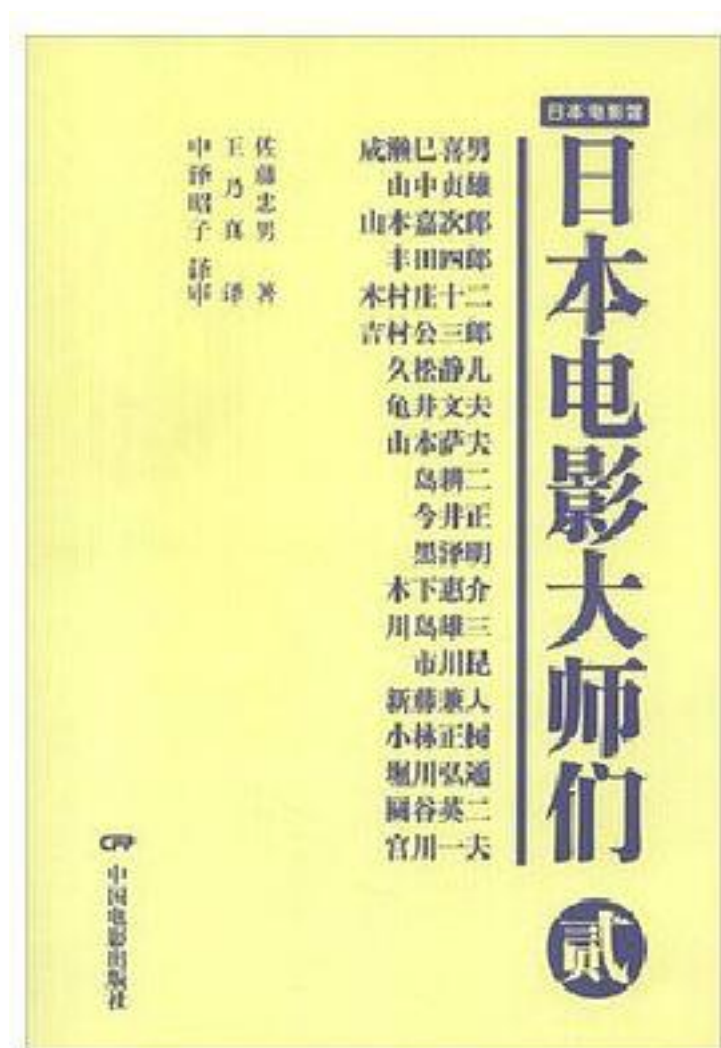 日本电影馆
日本电影大师们
贰
成濑巳喜男
山中贞雄
山本嘉次郎
丰田四郎
木村庄十二
吉村公三郎
久松静儿
龟井文夫
山本萨夫
岛耕二
今井正
黑泽明
木下惠介
川岛雄三
市川昆
新藤兼人
小林正树
堀川弘通
圆谷英二
宫川一夫
佐藤忠男 著
王乃真 译
中泽昭子 译审
中国电影出版社